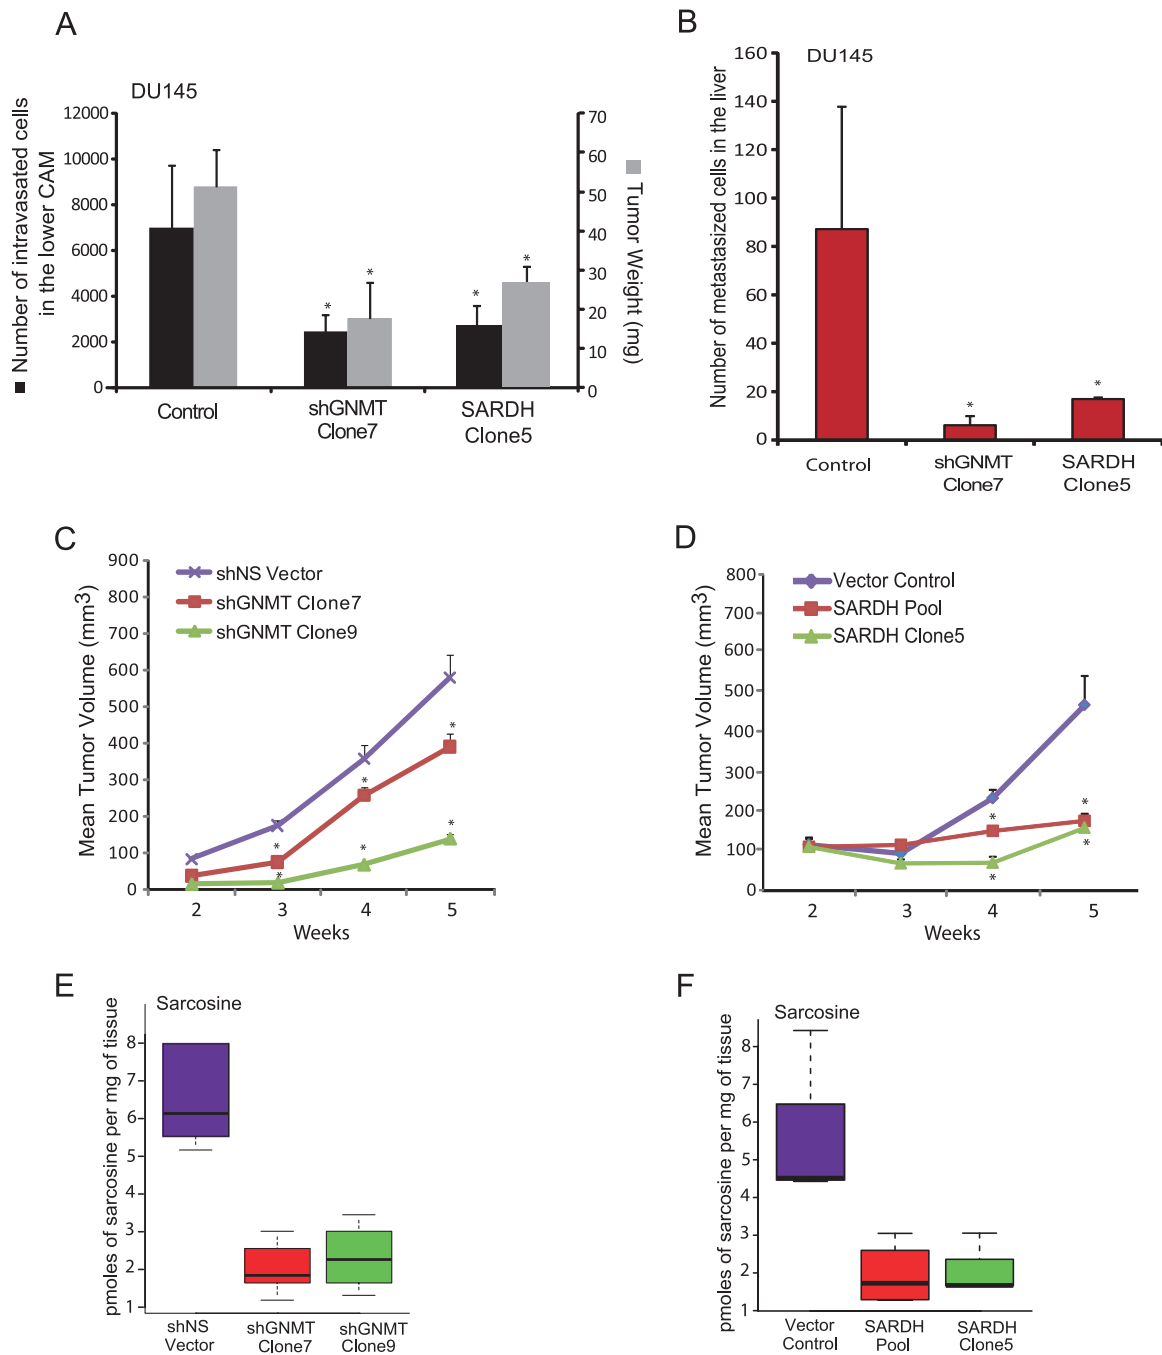 A
DU145
■ Number of intravasated cells
in the lower CAM
12000
10000
8000
6000
4000
2000
0
70
60
50
40
30
20
10
0
Tumor Weight (mg)
*
*
*
*
Control
shGNMT
Clone7
SARDH
Clone5
B
DU145
Number of metastasized cells in the liver
160
140
120
100
80
60
40
20
0
*
*
Control
shGNMT
Clone7
SARDH
Clone5
C
Mean Tumor Volume (mm3)
900
800
700
600
500
400
300
200
100
0
shNS Vector
shGNMT Clone7
shGNMT Clone9
*
*
*
*
*
*
2 3 4 5
Weeks
D
Mean Tumor Volume (mm3)
800
700
600
500
400
300
200
100
0
Vector Control
SARDH Pool
SARDH Clone5
*
*
*
*
2 3 4 5
Weeks
E
Sarcosine
pmoles of sarcosine per mg of tissue
8
7
6
5
4
3
2
1
shNS
Vector
shGNMT
Clone7
shGNMT
Clone9
F
Sarcosine
pmoles of sarcosine per mg of tissue
8
7
6
5
4
3
2
1
Vector
Control
SARDH
Pool
SARDH
Clone5